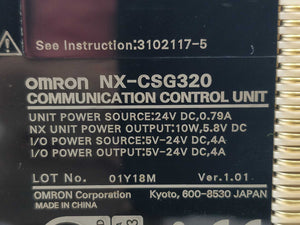 See Instruction:3102117-5
OMRON NX-CSG320
COMMUNICATION CONTROL UNIT
UNIT POWER SOURCE:24V DC,0.79A
NX UNIT POWER OUTPUT:10W,5.8V DC
I/O POWER SOURCE:5V-24V DC,4A
I/O POWER OUTPUT:5V-24V DC,4A
LOT No. 01Y18M Ver.1.01
OMRON Corporation Kyoto, 600-8530 JAPAN
MADE IN CHINA